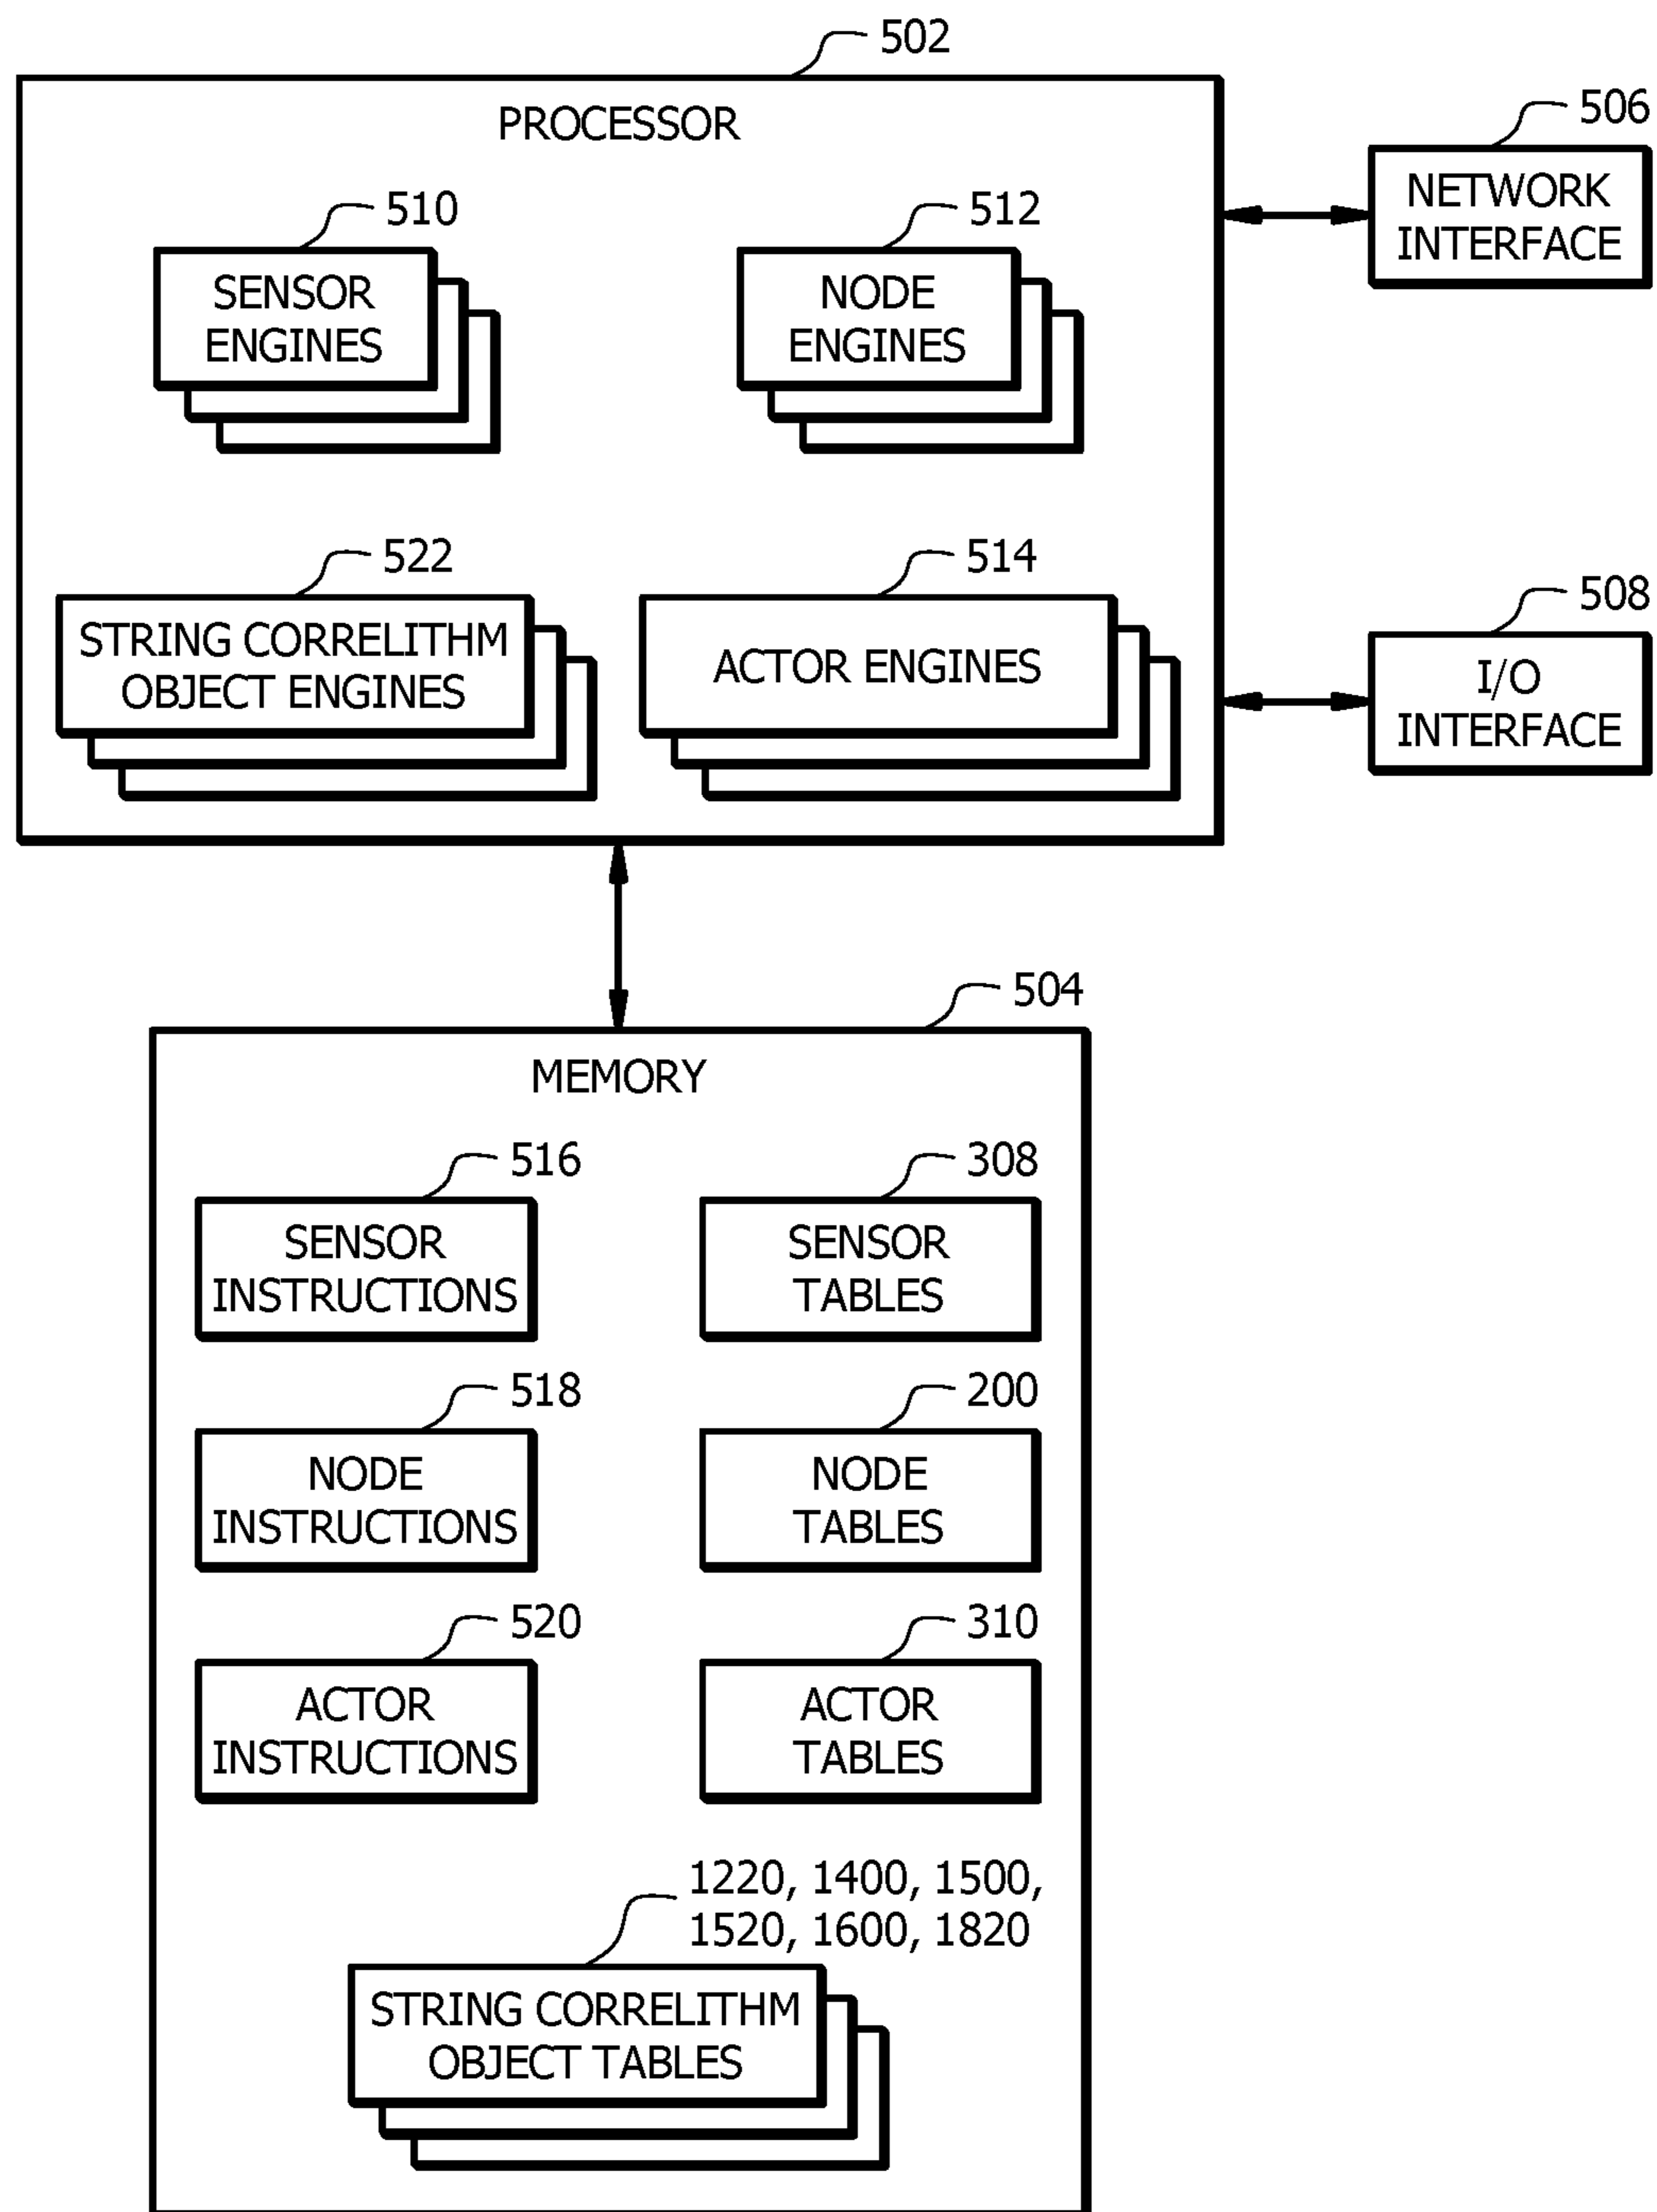 502
PROCESSOR
506
NETWORK
INTERFACE
510
SENSOR
ENGINES
512
NODE
ENGINES
522
STRING CORRELITHM
OBJECT ENGINES
514
ACTOR ENGINES
508
I/O
INTERFACE
504
MEMORY
516
SENSOR
INSTRUCTIONS
308
SENSOR
TABLES
518
NODE
INSTRUCTIONS
200
NODE
TABLES
520
ACTOR
INSTRUCTIONS
310
ACTOR
TABLES
1220, 1400, 1500,
1520, 1600, 1820
STRING CORRELITHM
OBJECT TABLES